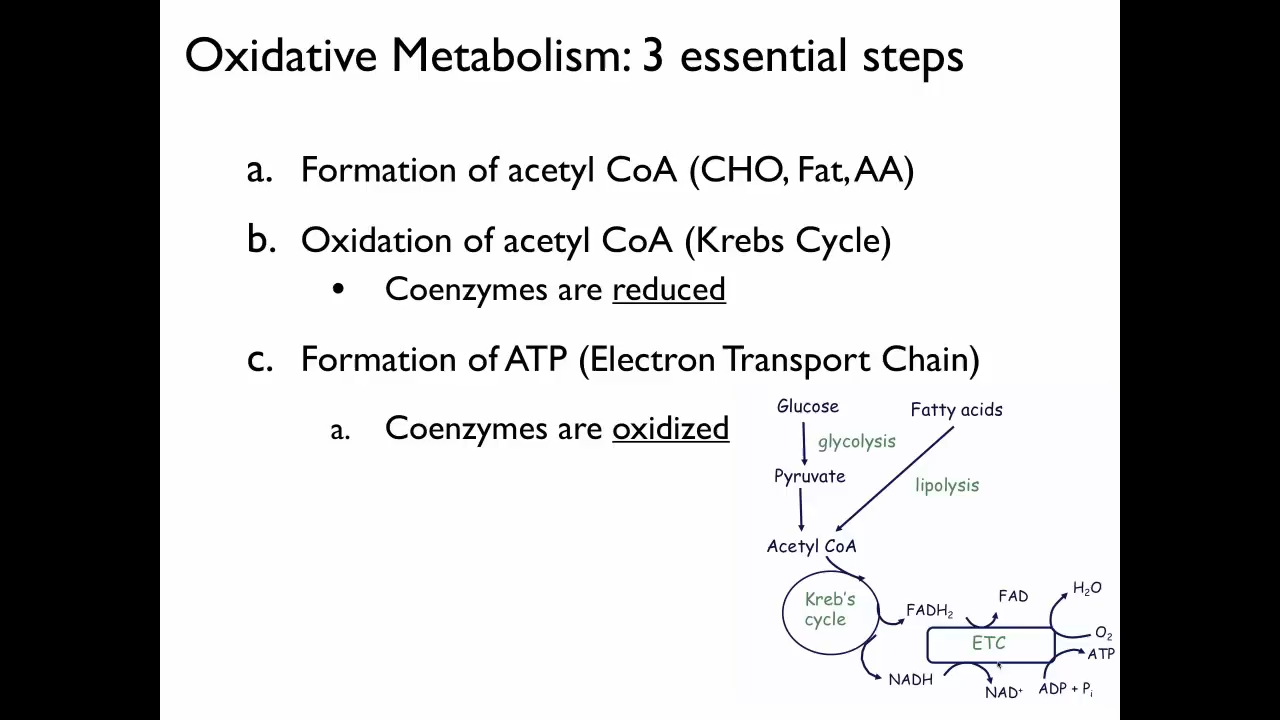 Oxidative Metabolism: 3 essential steps
a. Formation of acetyl CoA (CHO, Fat, AA)
b. Oxidation of acetyl CoA (Krebs Cycle)
• Coenzymes are reduced
c. Formation of ATP (Electron Transport Chain)
a. Coenzymes are oxidized
Glucose
Fatty acids
glycolysis
Pyruvate
lipolysis
Acetyl CoA
Kreb's
cycle
FADH₂
FAD
H₂O
ETC
O₂
ATP
NADH
NAD⁺
ADP + Pᵢ